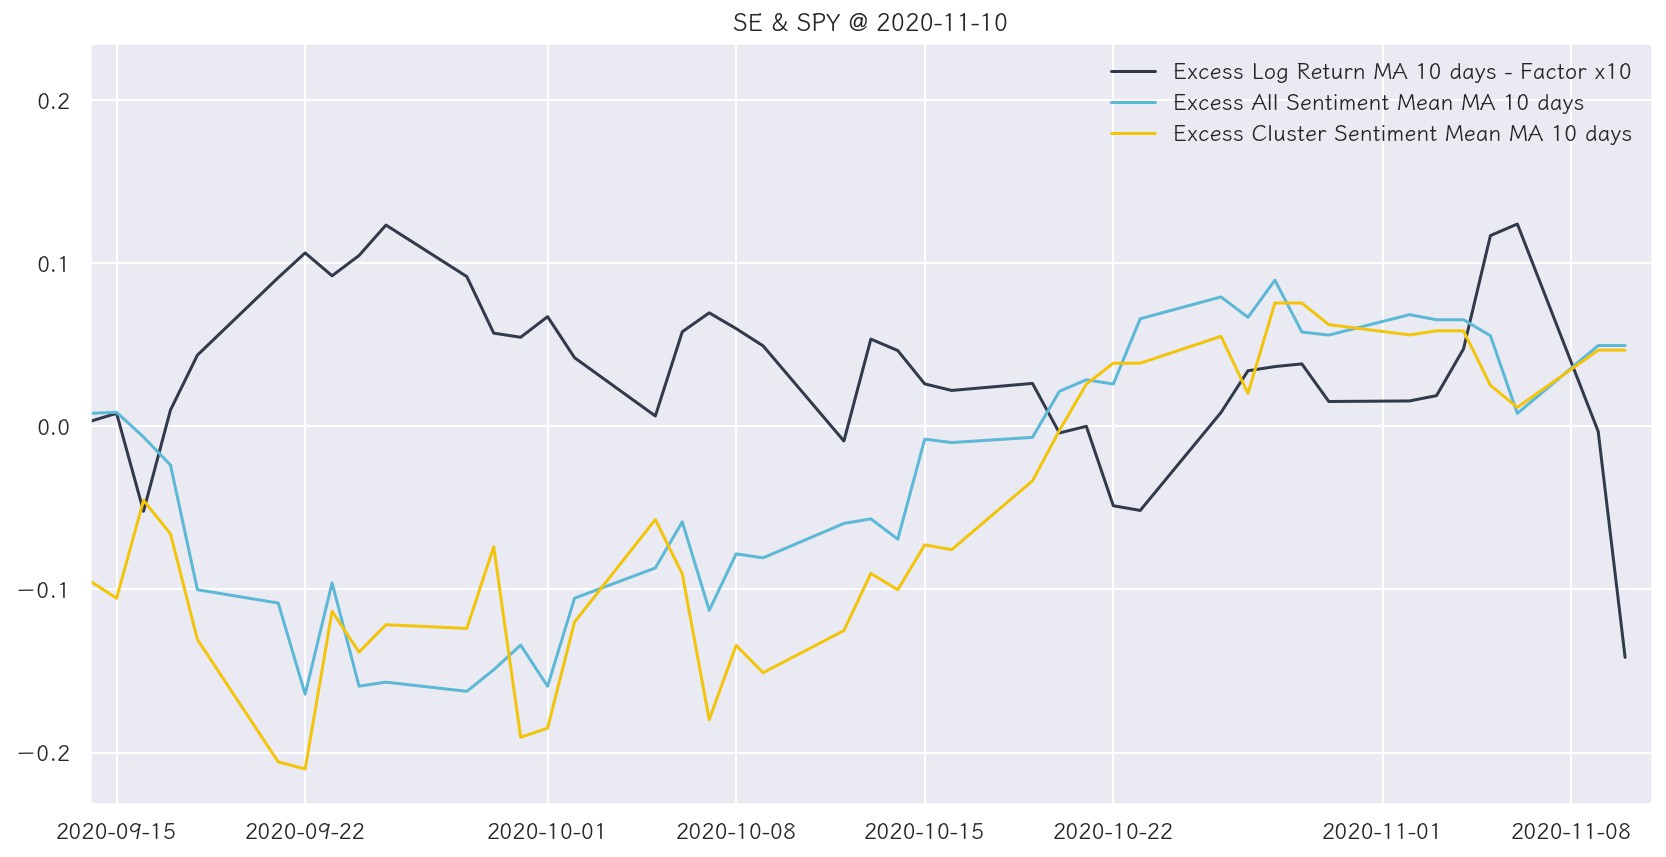 SE & SPY @ 2020-11-10
Excess Log Return MA 10 days - Factor x10
Excess All Sentiment Mean MA 10 days
Excess Cluster Sentiment Mean MA 10 days
0.2
0.1
0.0
−0.1
−0.2
2020-09-15 2020-09-22 2020-10-01 2020-10-08 2020-10-15 2020-10-22 2020-11-01 2020-11-08